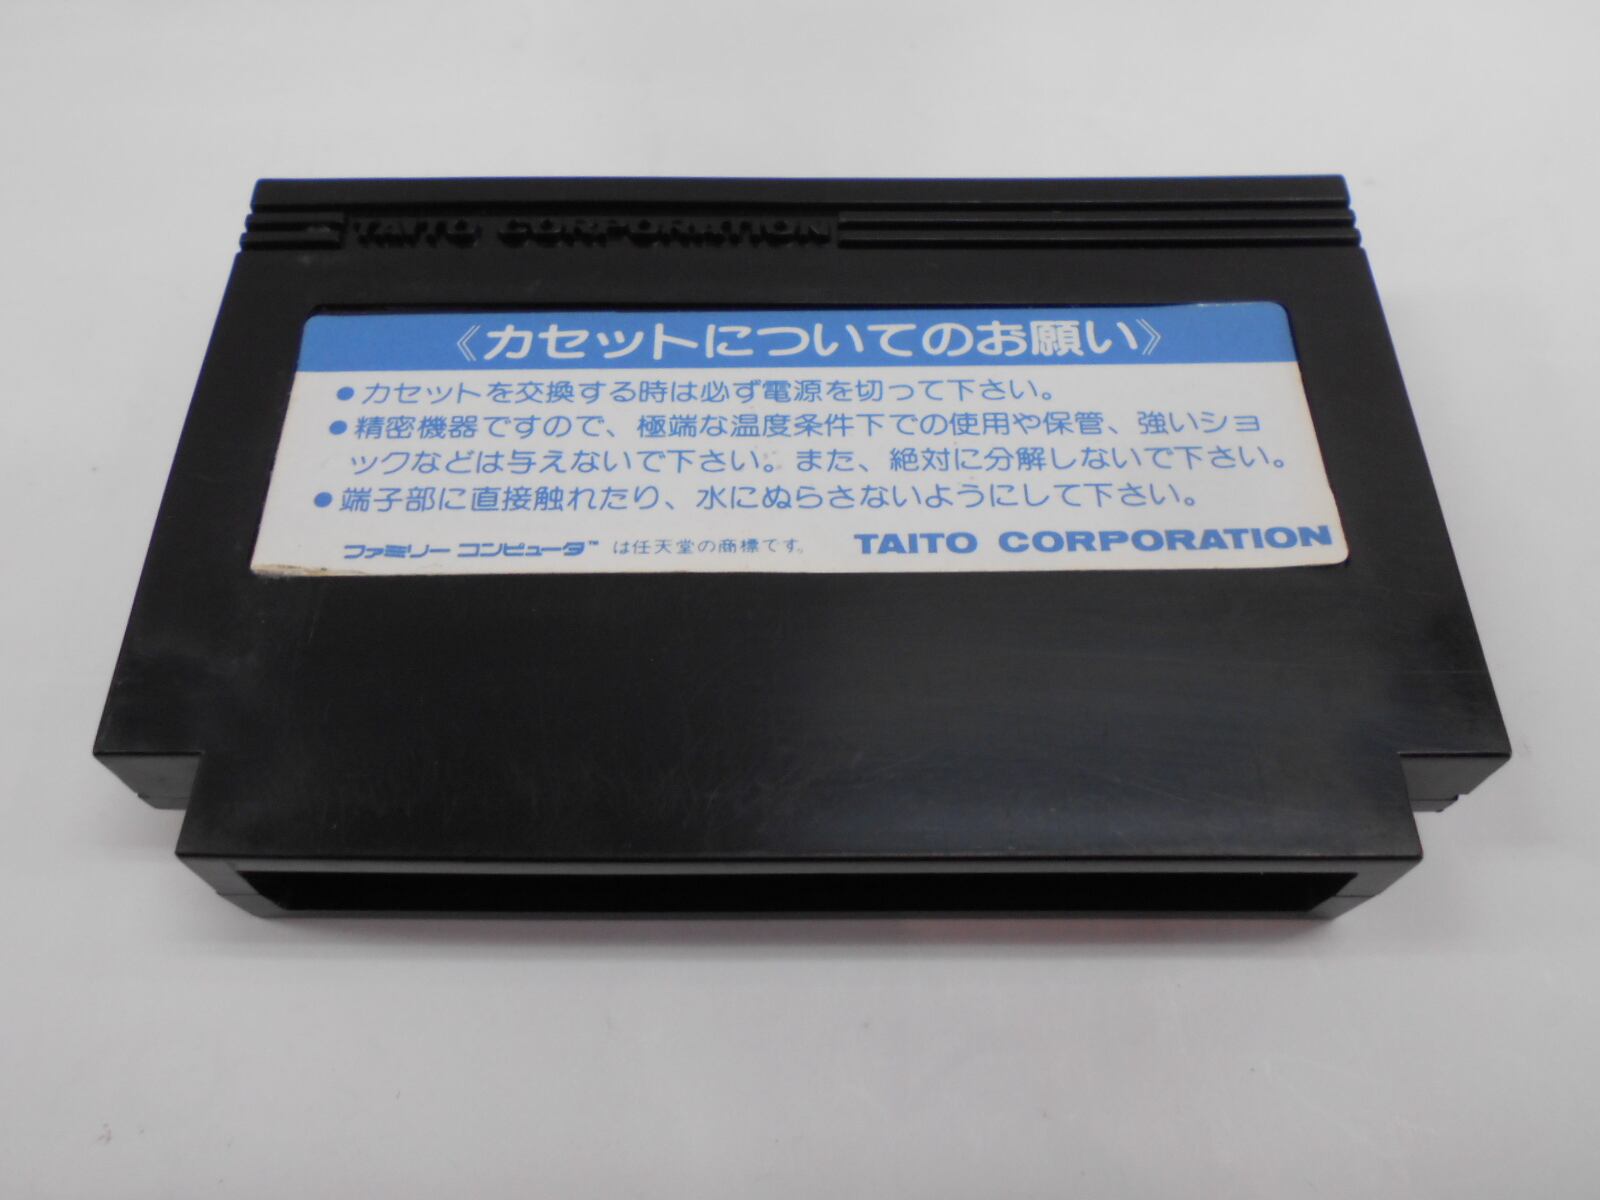 TAITO CORPORATION
《カセットについてのお願い》
●カセットを交換する時は必ず電源を切って下さい。
●精密機器ですので、極端な温度条件下での使用や保管、強いショ
ックなどは与えないで下さい。また、絶対に分解しないで下さい。
●端子部に直接触れたり、水にぬらさないようにして下さい。
ファミリーコンピュータ™ は任天堂の商標です。 TAITO CORPORATION